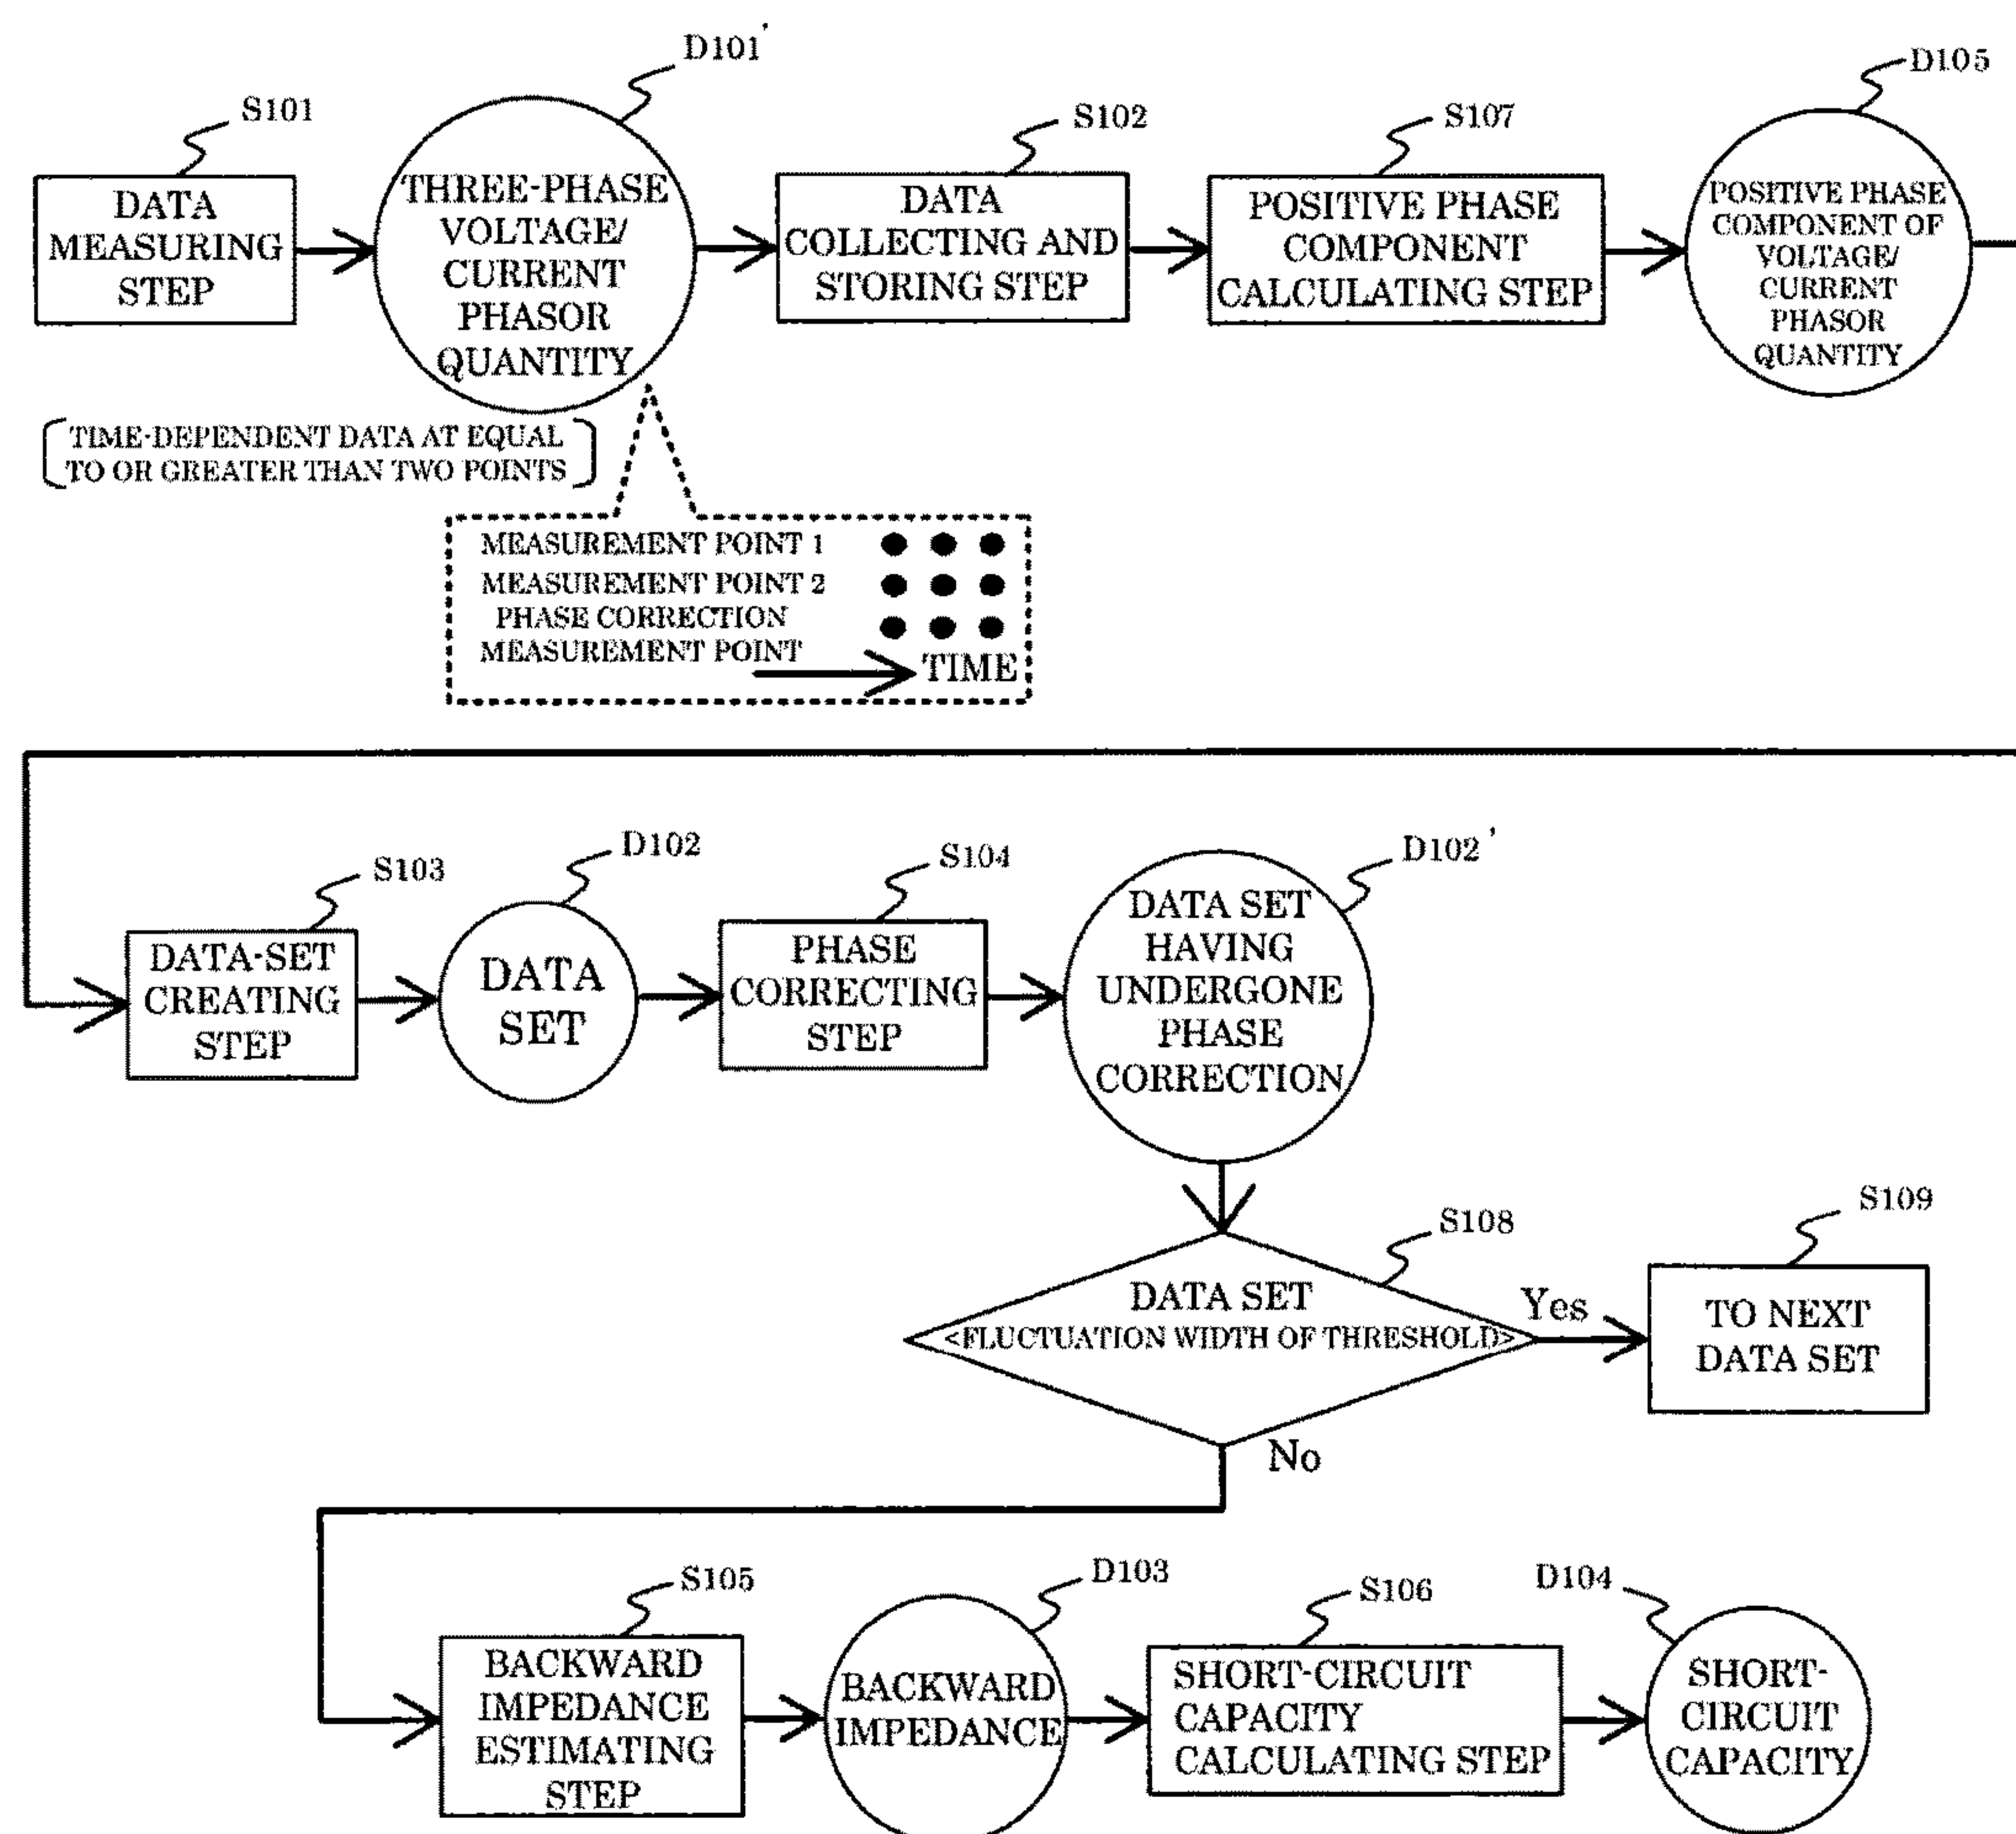 D101'
D105
S101
S102
S107
DATA
MEASURING
STEP
THREE-PHASE
VOLTAGE/
CURRENT
PHASOR
QUANTITY
DATA
COLLECTING AND
STORING STEP
POSITIVE PHASE
COMPONENT
CALCULATING STEP
POSITIVE PHASE
COMPONENT OF
VOLTAGE/
CURRENT
PHASOR
QUANTITY
TIME-DEPENDENT DATA AT EQUAL
TO OR GREATER THAN TWO POINTS
MEASUREMENT POINT 1
MEASUREMENT POINT 2
PHASE CORRECTION
MEASUREMENT POINT
TIME
S103
D102
S104
D102'
DATA-SET
CREATING
STEP
DATA
SET
PHASE
CORRECTING
STEP
DATA SET
HAVING
UNDERGONE
PHASE
CORRECTION
S108
S109
DATA SET
<FLUCTUATION WIDTH OF THRESHOLD>
Yes
TO NEXT
DATA SET
No
S105
D103
S106
D104
BACKWARD
IMPEDANCE
ESTIMATING
STEP
BACKWARD
IMPEDANCE
SHORT-CIRCUIT
CAPACITY
CALCULATING STEP
SHORT-
CIRCUIT
CAPACITY